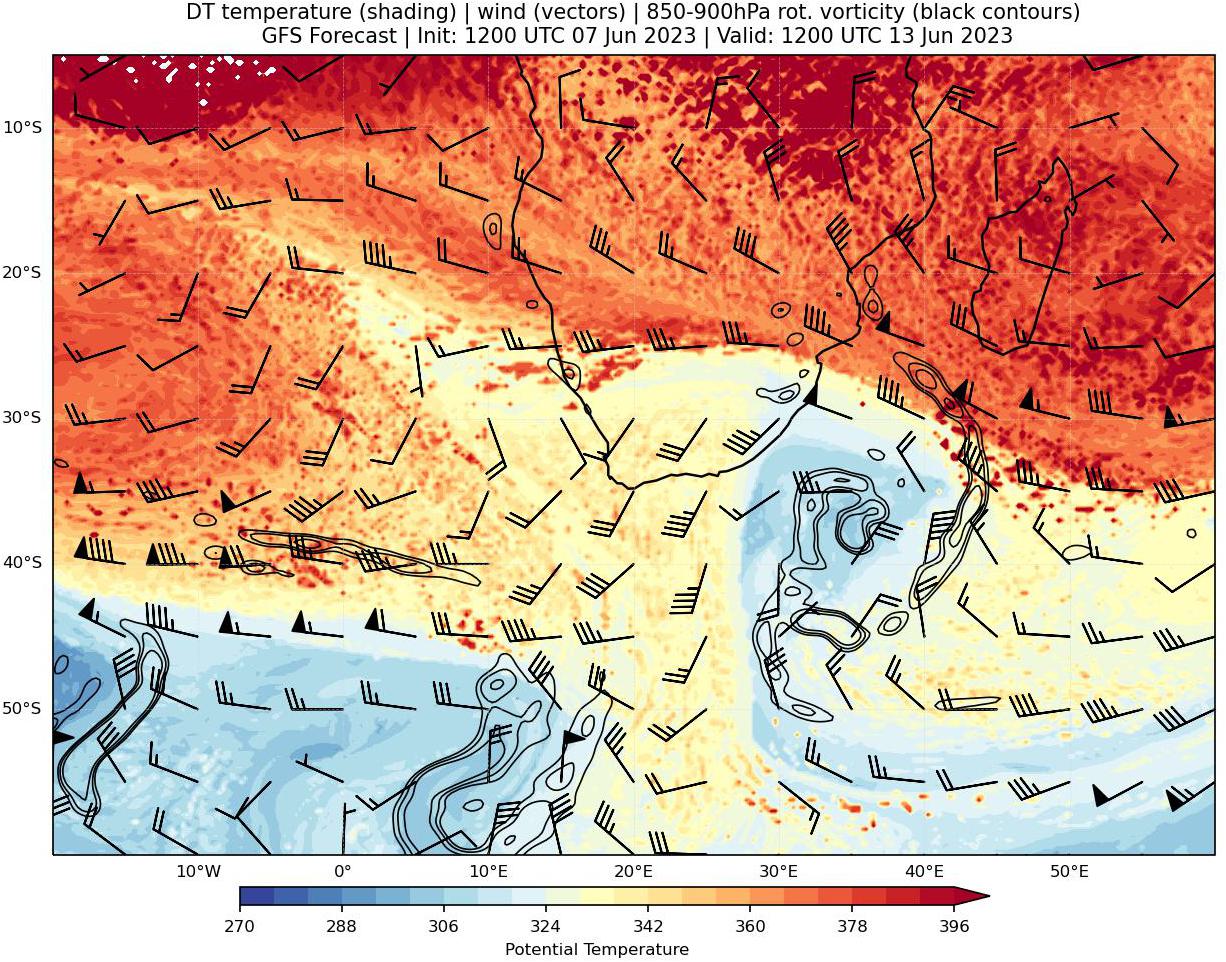 DT temperature (shading) | wind (vectors) | 850-900hPa rot. vorticity (black contours)
GFS Forecast | Init: 1200 UTC 07 Jun 2023 | Valid: 1200 UTC 13 Jun 2023
10°S
20°S
30°S
40°S
50°S
10°W 0° 10°E 20°E 30°E 40°E 50°E
270 288 306 324 342 360 378 396
Potential Temperature